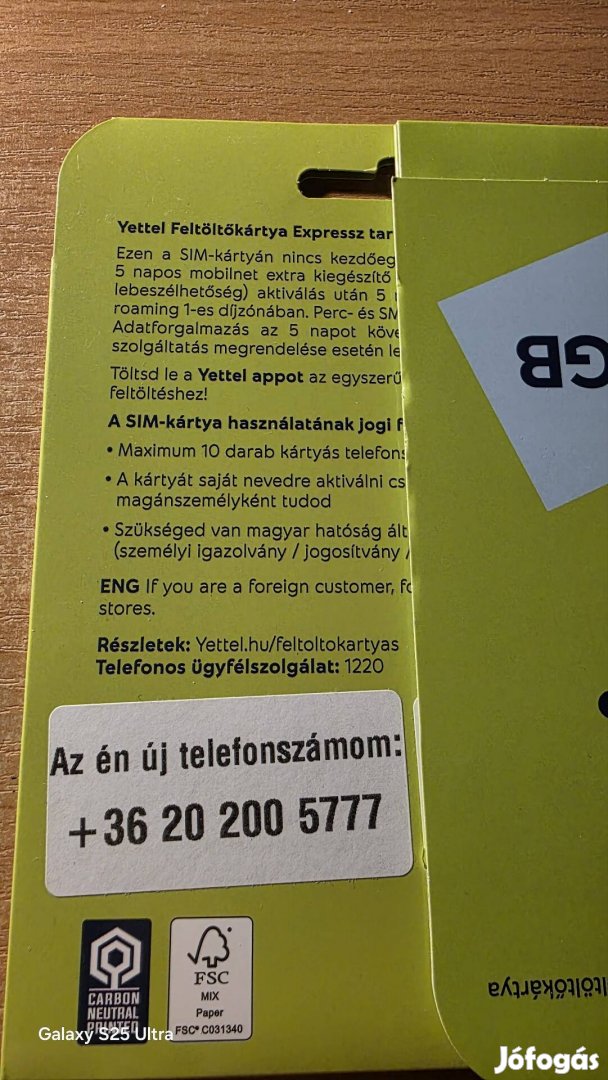 Yettel Feltöltőkártya Expressz tar
Ezen a SIM-kártyán nincs kezdőeg
5 napos mobilnet extra kiegészítő
lebeszélhetőség) aktiválás után 5
roaming 1-es díjzónában. Perc- és SM
Adatforgalmazás az 5 napot köve
szolgáltatás megrendelése esetén le
Töltsd le a Yettel appot az egyszerű
feltöltéshez!
A SIM-kártya használatának jogi f
• Maximum 10 darab kártyás telefons
• A kártyát saját nevedre aktiválni cs
magánszemélyként tudod
• Szükséged van magyar hatóság ált
(személyi igazolvány / jogosítvány /
ENG If you are a foreign customer, fo
stores.
Részletek: Yettel.hu/feltoltokartyas
Telefonos ügyfélszolgálat: 1220
Az én új telefonszámom:
+36 20 200 5777
CARBON
NEUTRAL
PRINTED
FSC
MIX
Paper
FSC® C031340
GB
ltöltőkártya
Galaxy S25 Ultra
Jófogás